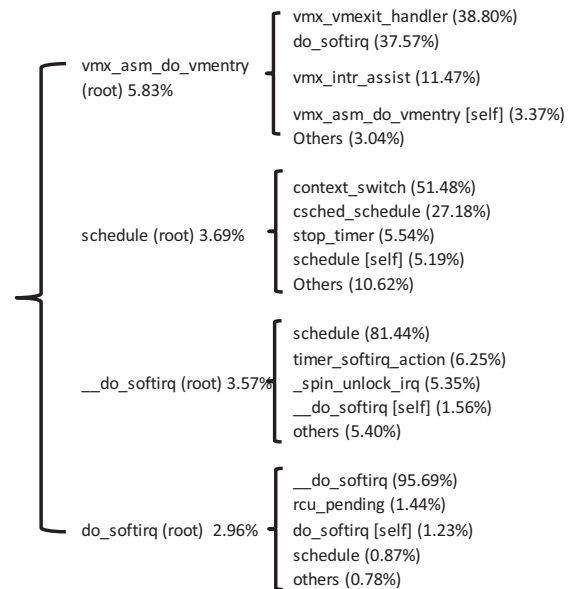 vmx_vmexit_handler (38.80%)
do_softirq (37.57%)
vmx_asm_do_vmentry
(root) 5.83%
vmx_intr_assist (11.47%)
vmx_asm_do_vmentry [self] (3.37%)
Others (3.04%)
context_switch (51.48%)
csched_schedule (27.18%)
schedule (root) 3.69%
stop_timer (5.54%)
schedule [self] (5.19%)
Others (10.62%)
schedule (81.44%)
timer_softirq_action (6.25%)
__do_softirq (root) 3.57%
_spin_unlock_irq (5.35%)
__do_softirq [self] (1.56%)
others (5.40%)
__do_softirq (95.69%)
rcu_pending (1.44%)
do_softirq (root) 2.96%
do_softirq [self] (1.23%)
schedule (0.87%)
others (0.78%)